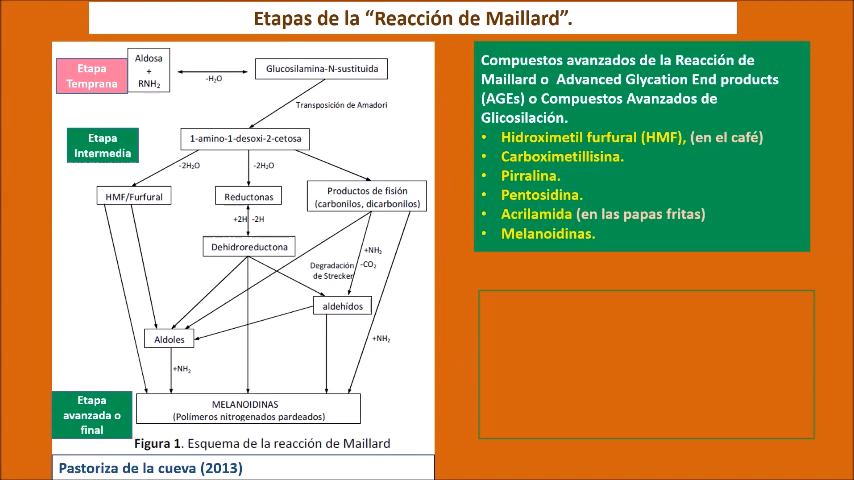 Etapas de la “Reacción de Maillard”.
Etapa
Temprana
Aldosa
+
RNH₂
-H₂O
Glucosilamina-N-sustituida
Transposición de Amadori
Etapa
Intermedia
1-amino-1-desoxi-2-cetosa
-2H₂O
-2H₂O
HMF/Furfural
Reductonas
Productos de fisión
(carbonilos, dicarbonilos)
+2H
-2H
Dehidroreductona
+NH₂
-CO₂
Degradación
de Strecker
aldehídos
Aldoles
+NH₂
+NH₂
Etapa
avanzada o
final
MELANOIDINAS
(Polímeros nitrogenados pardeados)
Figura 1. Esquema de la reacción de Maillard
Pastoriza de la cueva (2013)
Compuestos avanzados de la Reacción de
Maillard o Advanced Glycation End products
(AGEs) o Compuestos Avanzados de
Glicosilación.
• Hidroximetil furfural (HMF), (en el café)
• Carboximetillisina.
• Pirralina.
• Pentosidina.
• Acrilamida (en las papas fritas)
• Melanoidinas.